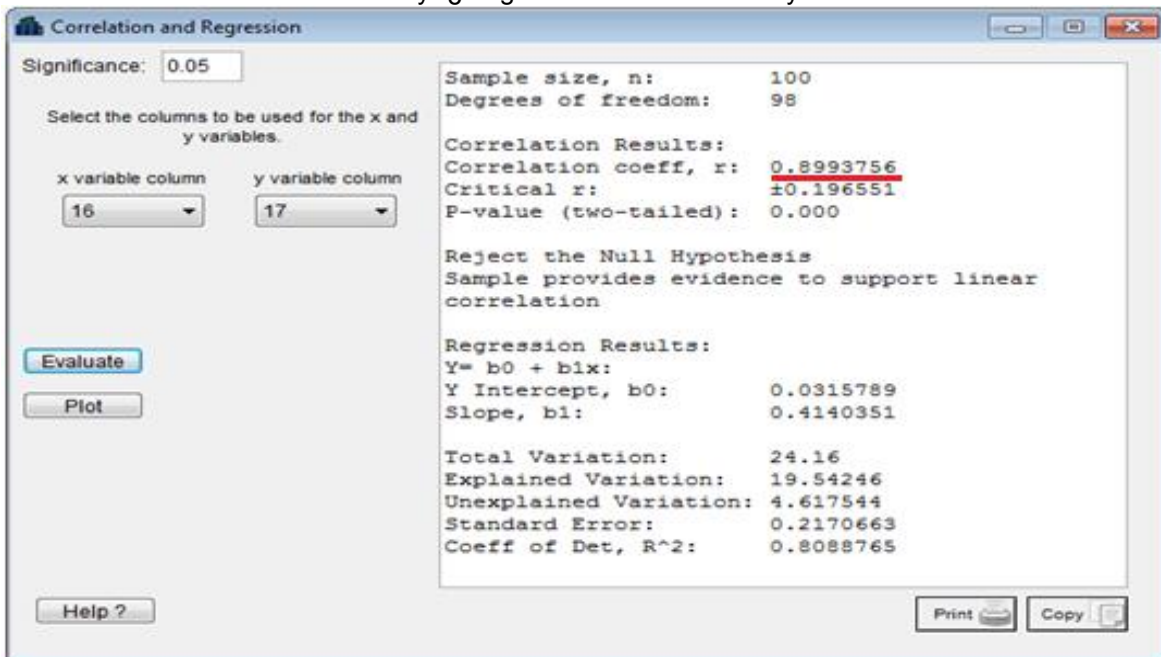 Correlation and Regression
Significance: 0.05
Select the columns to be used for the x and
y variables.
x variable column y variable column
16 17
Evaluate
Plot
Help ?
Sample size, n: 100
Degrees of freedom: 98
Correlation Results:
Correlation coeff, r: 0.8993756
Critical r: ±0.196551
P-value (two-tailed): 0.000
Reject the Null Hypothesis
Sample provides evidence to support linear
correlation
Regression Results:
Y= b0 + b1x:
Y Intercept, b0: 0.0315789
Slope, b1: 0.4140351
Total Variation: 24.16
Explained Variation: 19.54246
Unexplained Variation: 4.617544
Standard Error: 0.2170663
Coeff of Det, R^2: 0.8088765
Print Copy